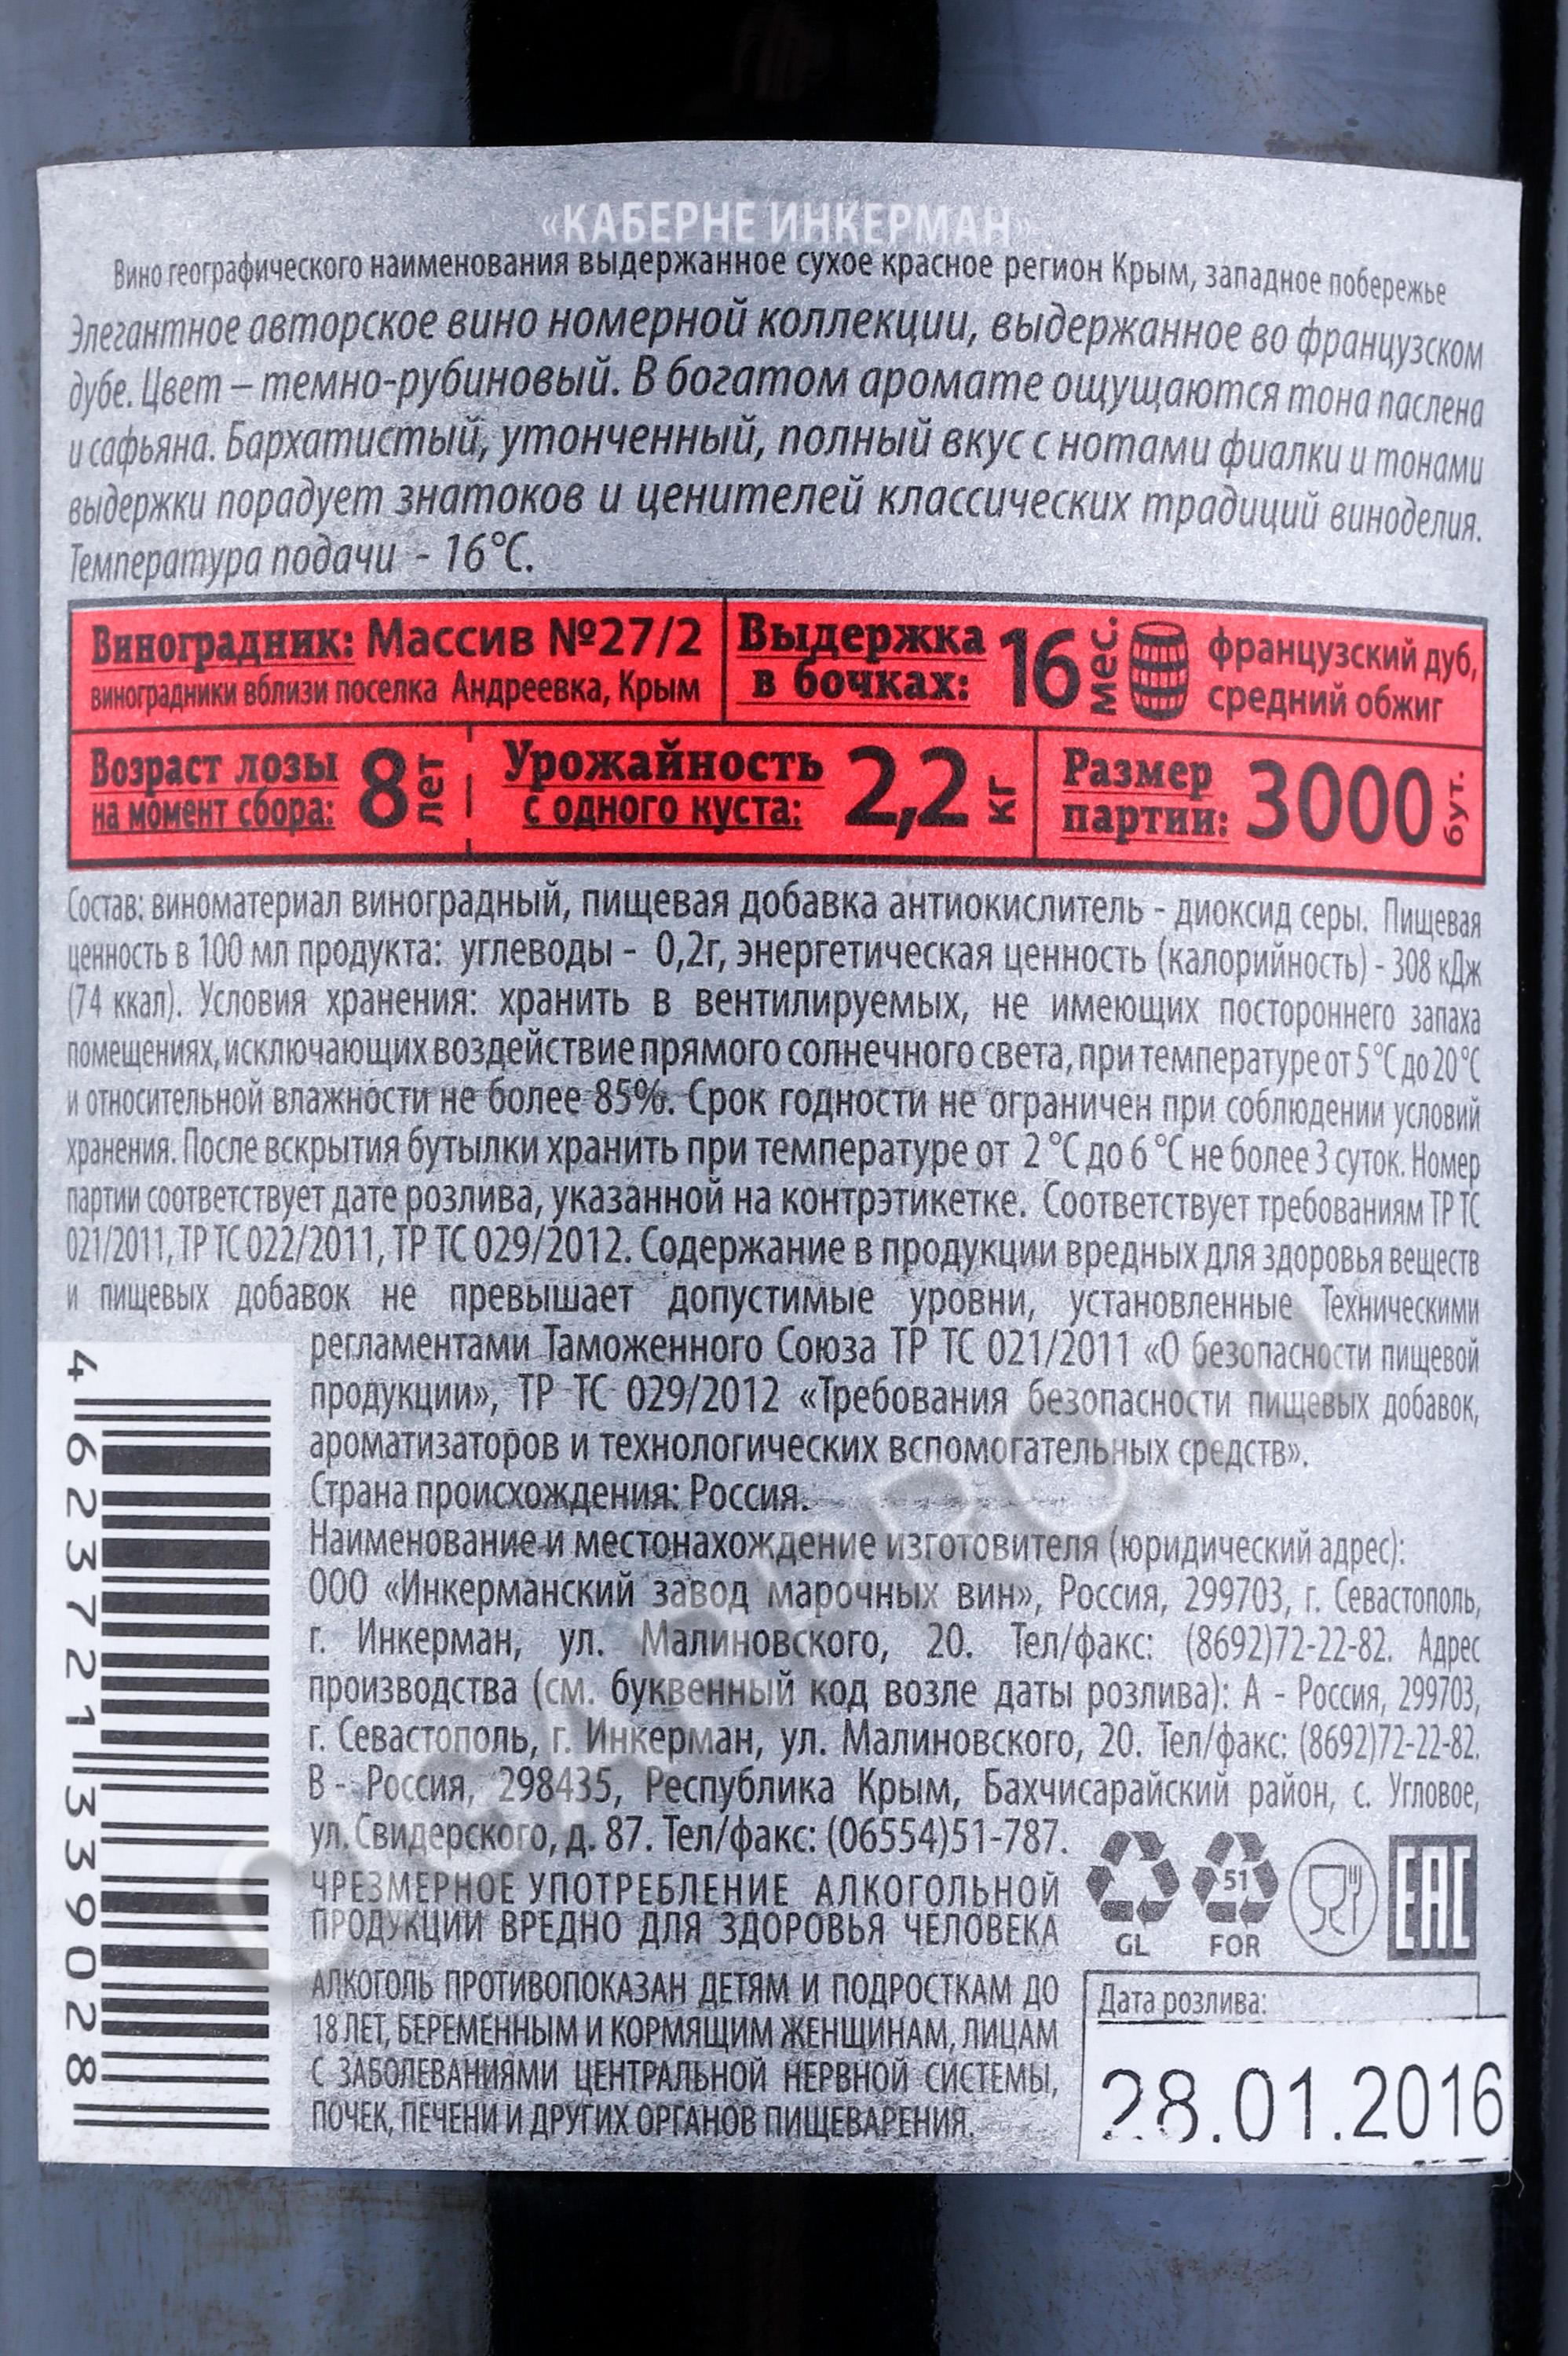 «КАБЕРНЕ ИНКЕРМАН»
Вино географического наименования выдержанное сухое красное регион Крым, западное побережье
Элегантное авторское вино номерной коллекции, выдержанное во французском
дубе. Цвет – темно-рубиновый. В богатом аромате ощущаются тона паслена
и сафьяна. Бархатистый, утонченный, полный вкус с нотами фиалки и тонами
выдержки порадует знатоков и ценителей классических традиций виноделия.
Температура подачи - 16°C.
Виноградник: Массив №27/2
виноградники вблизи поселка Андреевка, Крым
Выдержка
в бочках:
16 мес.
французский дуб,
средний обжиг
Возраст лозы
на момент сбора:
8 лет
Урожайность
с одного куста:
2,2 кг
Размер
партии:
3000 бут.
Состав: виноматериал виноградный, пищевая добавка антиокислитель - диоксид серы. Пищевая
ценность в 100 мл продукта: углеводы - 0,2г, энергетическая ценность (калорийность) - 308 кДж
(74 ккал). Условия хранения: хранить в вентилируемых, не имеющих постороннего запаха
помещениях, исключающих воздействие прямого солнечного света, при температуре от 5 °C до 20 °C
и относительной влажности не более 85%. Срок годности не ограничен при соблюдении условий
хранения. После вскрытия бутылки хранить при температуре от 2 °C до 6 °C не более 3 суток. Номер
партии соответствует дате розлива, указанной на контрэтикетке. Соответствует требованиям ТР ТС
021/2011, ТР ТС 022/2011, ТР ТС 029/2012. Содержание в продукции вредных для здоровья веществ
и пищевых добавок не превышает допустимые уровни, установленные Техническими
регламентами Таможенного Союза ТР ТС 021/2011 «О безопасности пищевой
продукции», ТР ТС 029/2012 «Требования безопасности пищевых добавок,
ароматизаторов и технологических вспомогательных средств».
Страна происхождения: Россия.
Наименование и местонахождение изготовителя (юридический адрес):
ООО «Инкерманский завод марочных вин», Россия, 299703, г. Севастополь,
г. Инкерман, ул. Малиновского, 20. Тел/факс: (8692)72-22-82. Адрес
производства (см. буквенный код возле даты розлива): А - Россия, 299703,
г. Севастополь, г. Инкерман, ул. Малиновского, 20. Тел/факс: (8692)72-22-82.
В - Россия, 298435, Республика Крым, Бахчисарайский район, с. Угловое,
ул. Свидерского, д. 87. Тел/факс: (06554)51-787.
ЧРЕЗМЕРНОЕ УПОТРЕБЛЕНИЕ АЛКОГОЛЬНОЙ
ПРОДУКЦИИ ВРЕДНО ДЛЯ ЗДОРОВЬЯ ЧЕЛОВЕКА
АЛКОГОЛЬ ПРОТИВОПОКАЗАН ДЕТЯМ И ПОДРОСТКАМ ДО
18 ЛЕТ, БЕРЕМЕННЫМ И КОРМЯЩИМ ЖЕНЩИНАМ, ЛИЦАМ
С ЗАБОЛЕВАНИЯМИ ЦЕНТРАЛЬНОЙ НЕРВНОЙ СИСТЕМЫ,
ПОЧЕК, ПЕЧЕНИ И ДРУГИХ ОРГАНОВ ПИЩЕВАРЕНИЯ.
GL
51
FOR
EAC
Дата розлива:
28.01.2016
4 623721 339028